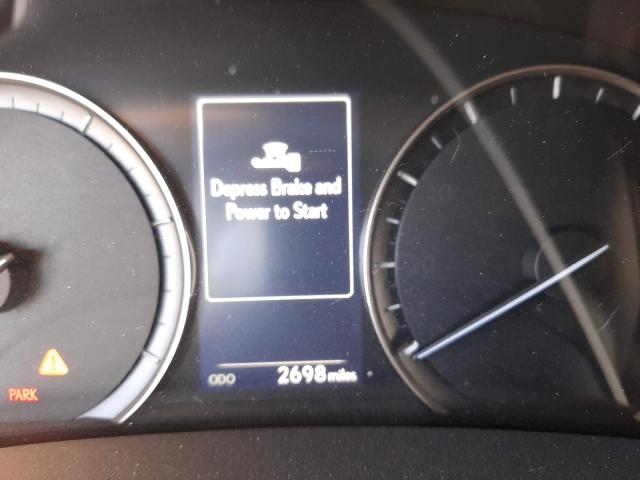 Depress Brake and
Power to Start
PARK
ODO 2698 miles